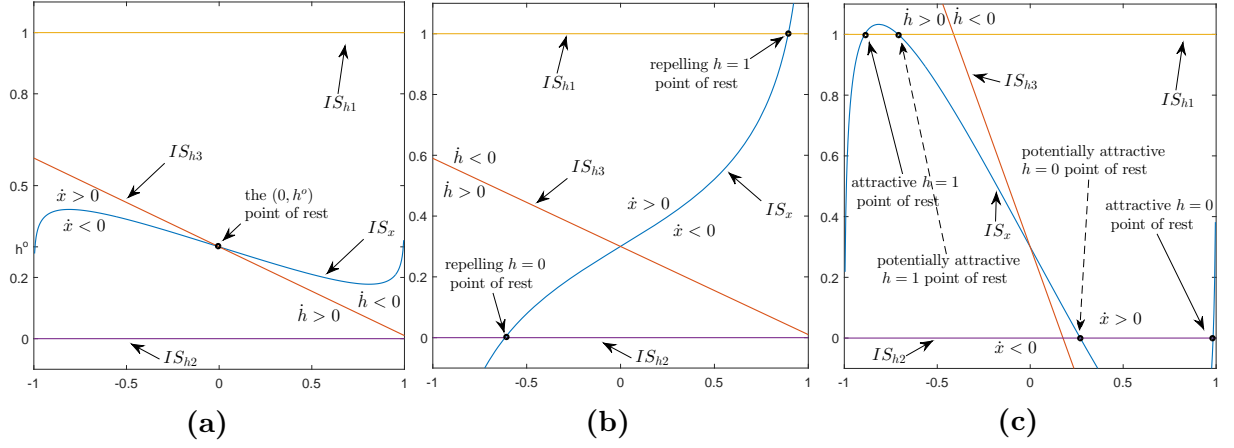 1
0.8
0.5
h°
0.2
0
-1
-0.5
0
0.5
1
IS_{h1}
IS_{h3}
ẋ > 0
ẋ < 0
the (0, h^o)
point of rest
IS_x
ḣ < 0
ḣ > 0
IS_{h2}
(a)
1
0.8
0.6
0.4
0.2
0
-1
-0.5
0
0.5
1
IS_{h1}
repelling h = 1
point of rest
ḣ < 0
ḣ > 0
IS_{h3}
ẋ > 0
ẋ < 0
IS_x
repelling h = 0
point of rest
IS_{h2}
(b)
1
0.8
0.6
0.4
0.2
0
-1
-0.5
0
0.5
1
ḣ > 0
ḣ < 0
IS_{h3}
IS_{h1}
attractive h = 1
point of rest
potentially attractive
h = 0 point of rest
attractive h = 0
point of rest
IS_x
potentially attractive
h = 1 point of rest
ẋ > 0
IS_{h2}
ẋ < 0
(c)